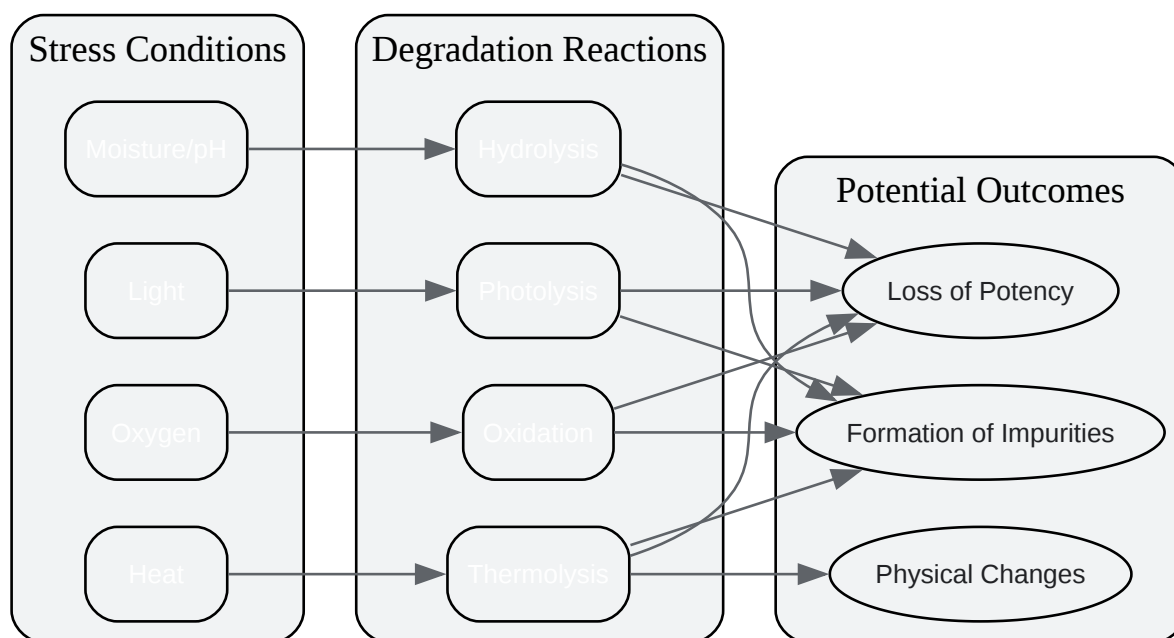 Stress Conditions
Moisture/pH
Light
Oxygen
Heat
Degradation Reactions
Hydrolysis
Photolysis
Oxidation
Thermolysis
Potential Outcomes
Loss of Potency
Formation of Impurities
Physical Changes